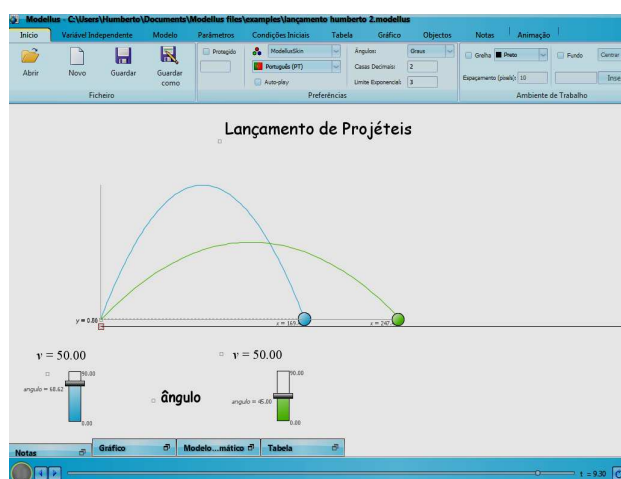 Modellus - C:\Users\Humberto\Documents\Modellus files\examples\lançamento humberto 2.modellus
Início Variável Independente Modelo Parâmetros Condições Iniciais Tabela Gráfico Objectos Notas Animação
Protegido ModellusSkin Ângulos: Graus Grelha Preto Fundo Centrar
Abrir Novo Guardar Guardar como Português (PT) Casas Decimais: 2
Auto-play Limite Exponencial: 3 Espaçamento (pixels): 10 Inse
Ficheiro Preferências Ambiente de Trabalho
Lançamento de Projéteis
y = 0.80
x = 169. x = 247.
v = 50.00 v = 50.00
90.00 90.00
angulo = 68.62 ângulo angulo = 45.00
0.00 0.00
Notas Gráfico Modelo...mático Tabela
t = 9.30